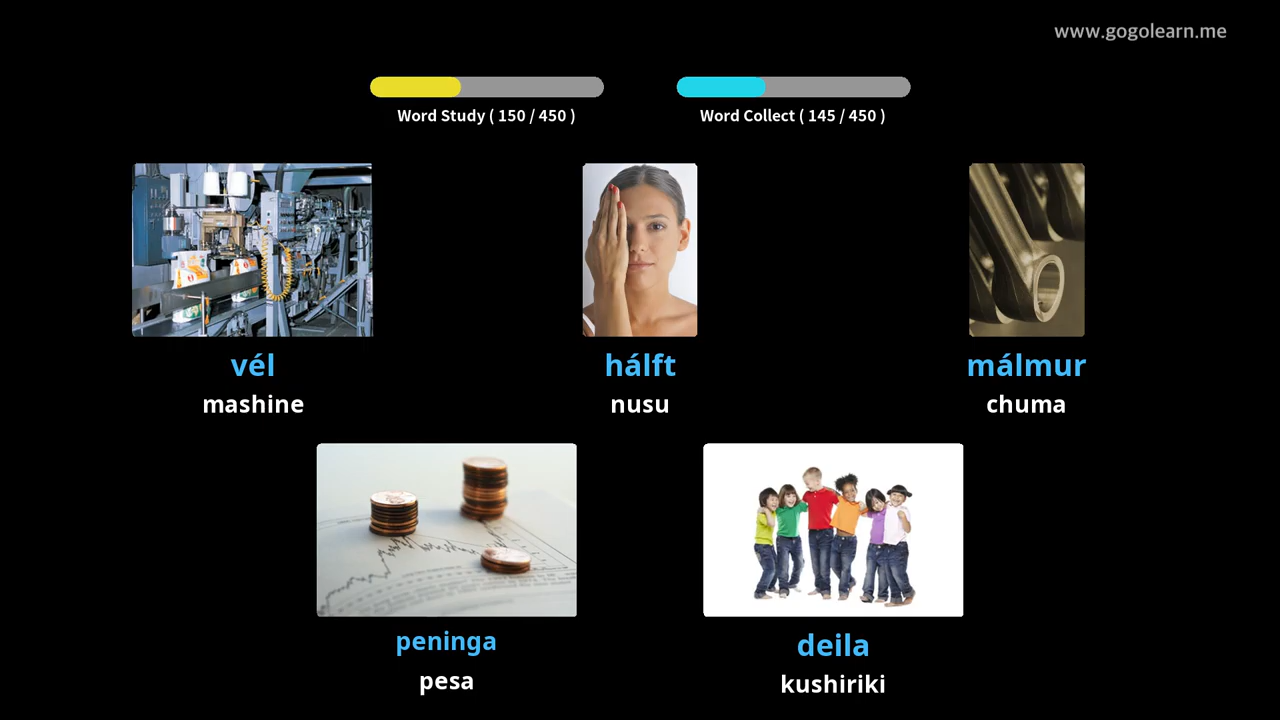 www.gogolearn.me
Word Study ( 150 / 450 )
Word Collect ( 145 / 450 )
vél
mashine
hálft
nusu
málmur
chuma
peninga
pesa
deila
kushiriki